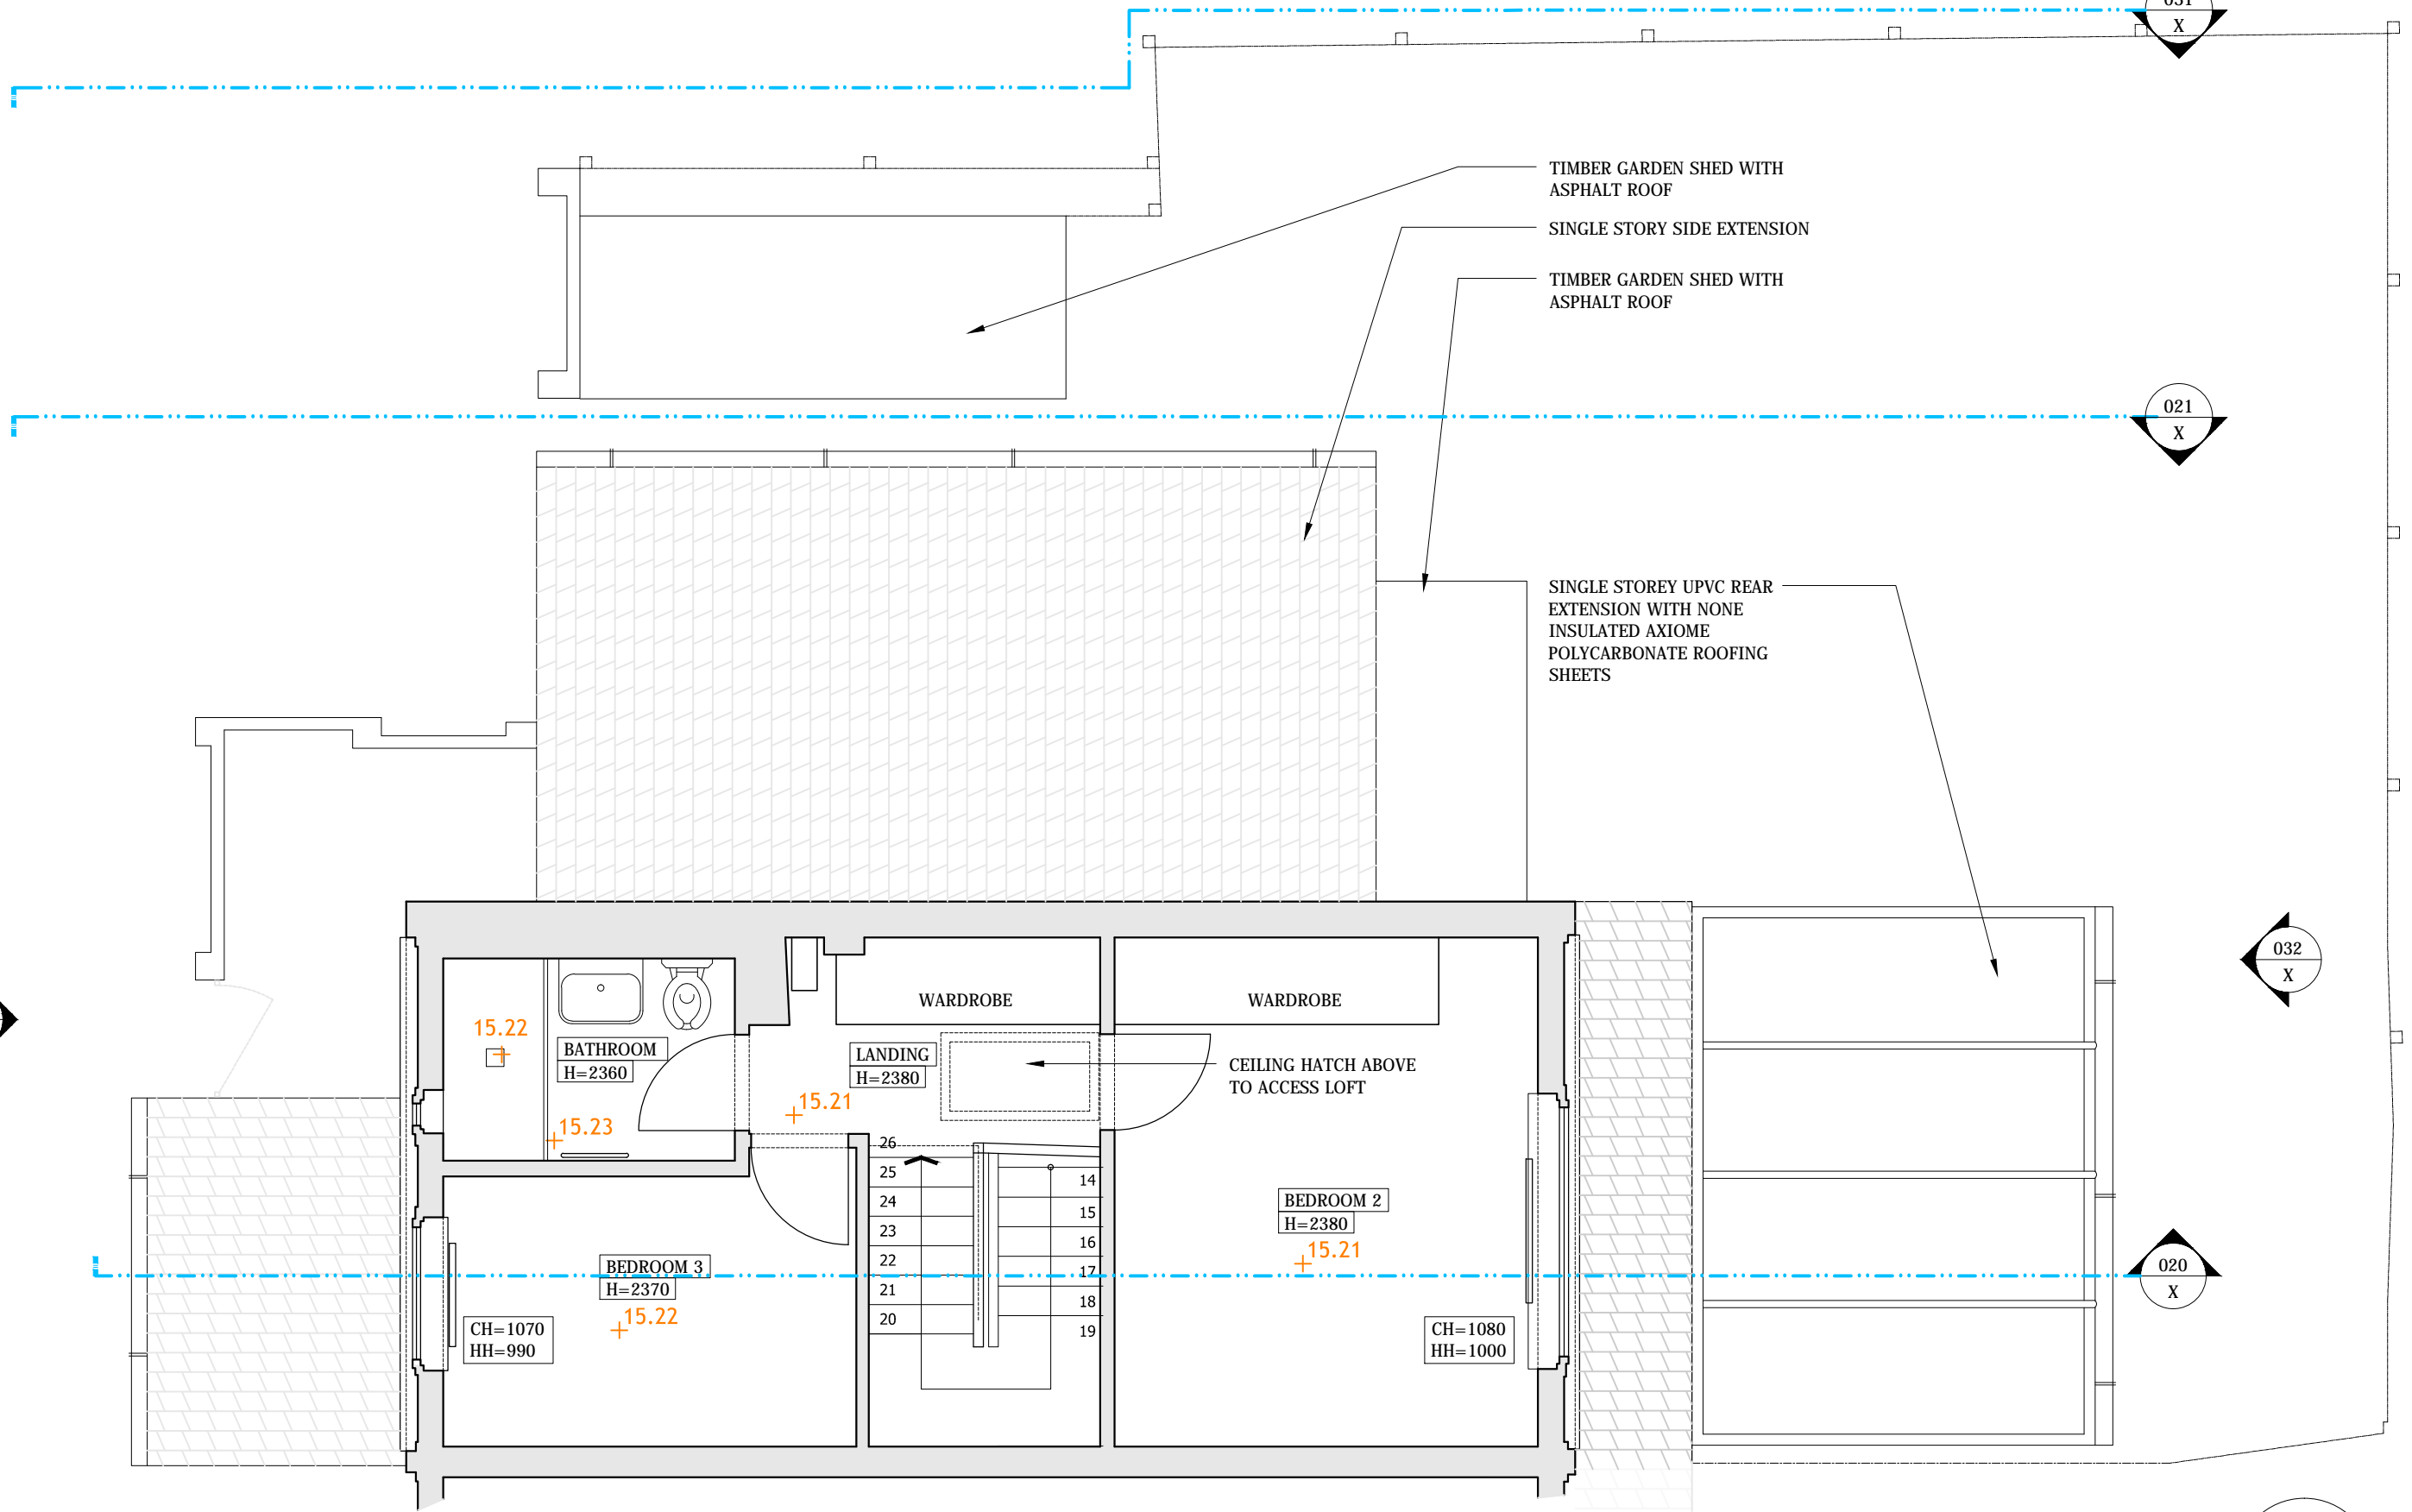 031
X
TIMBER GARDEN SHED WITH
ASPHALT ROOF
SINGLE STORY SIDE EXTENSION
TIMBER GARDEN SHED WITH
ASPHALT ROOF
021
X
SINGLE STOREY UPVC REAR
EXTENSION WITH NONE
INSULATED AXIOME
POLYCARBONATE ROOFING
SHEETS
032
X
WARDROBE
WARDROBE
15.22
BATHROOM
H=2360
LANDING
H=2380
CEILING HATCH ABOVE
TO ACCESS LOFT
15.21
15.23
26
25
24
23
22
21
20
14
15
16
17
18
19
BEDROOM 2
H=2380
15.21
BEDROOM 3
H=2370
15.22
020
X
CH=1070
HH=990
CH=1080
HH=1000